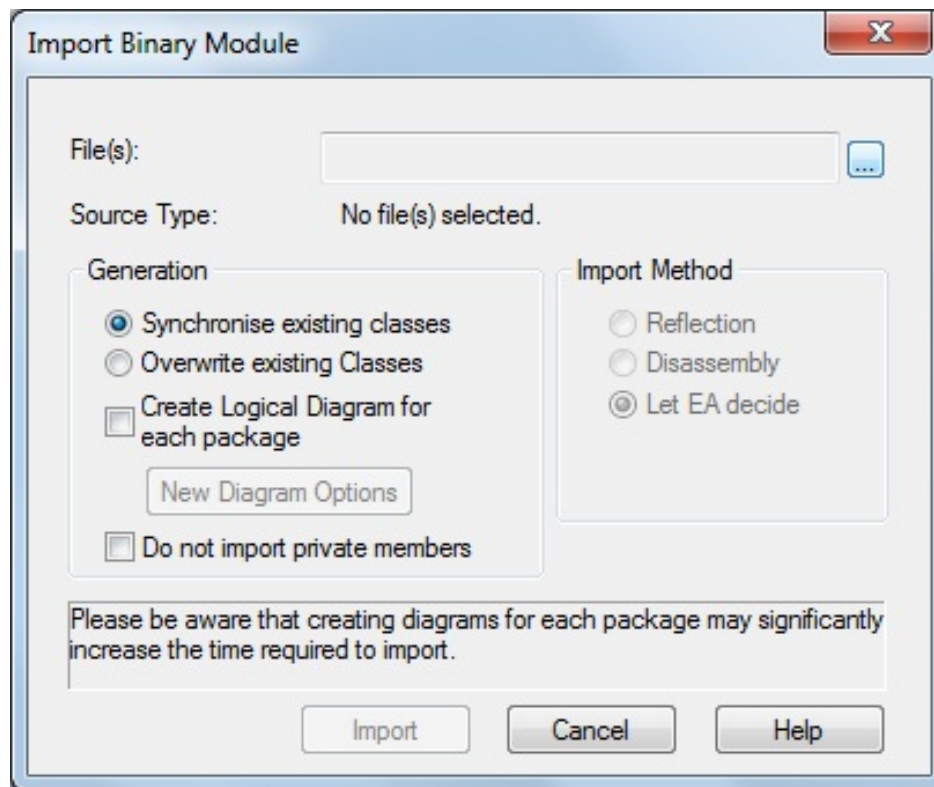 Import Binary Module
File(s):
...
Source Type: No file(s) selected.
Generation
Synchronise existing classes
Overwrite existing Classes
Create Logical Diagram for
each package
New Diagram Options
Do not import private members
Import Method
Reflection
Disassembly
Let EA decide
Please be aware that creating diagrams for each package may significantly
increase the time required to import.
Import Cancel Help